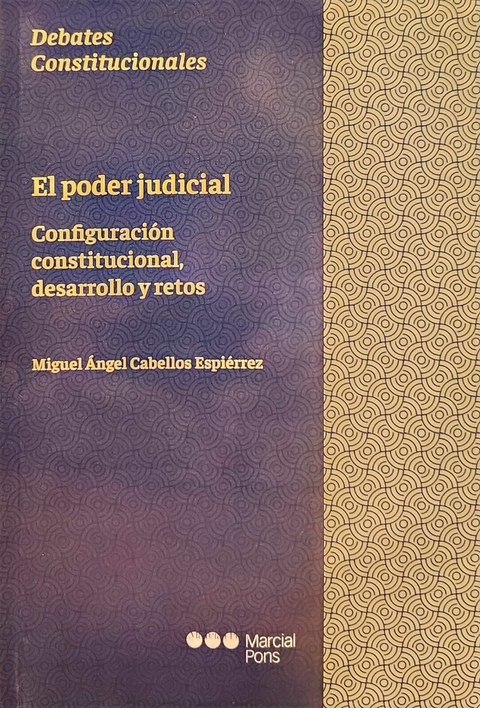 Debates
Constitucionales
El poder judicial
Configuración
constitucional,
desarrollo y retos
Miguel Ángel Cabellos Espiérrez
Marcial
Pons